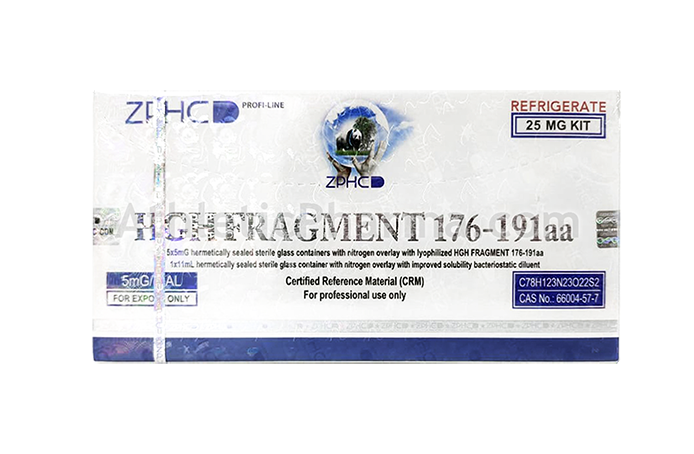 ZPHC PROFI-LINE
REFRIGERATE
25 MG KIT
ZPHC
HGH FRAGMENT 176-191aa
5x5mG hermetically sealed sterile glass containers with nitrogen overlay with lyophilized HGH FRAGMENT 176-191aa
1x11mL hermetically sealed sterile glass container with nitrogen overlay with improved solubility bacteriostatic diluent
5mG/VIAL
FOR EXPORT ONLY
Certified Reference Material (CRM)
For professional use only
C78H123N23O22S2
CAS No.: 66004-57-7